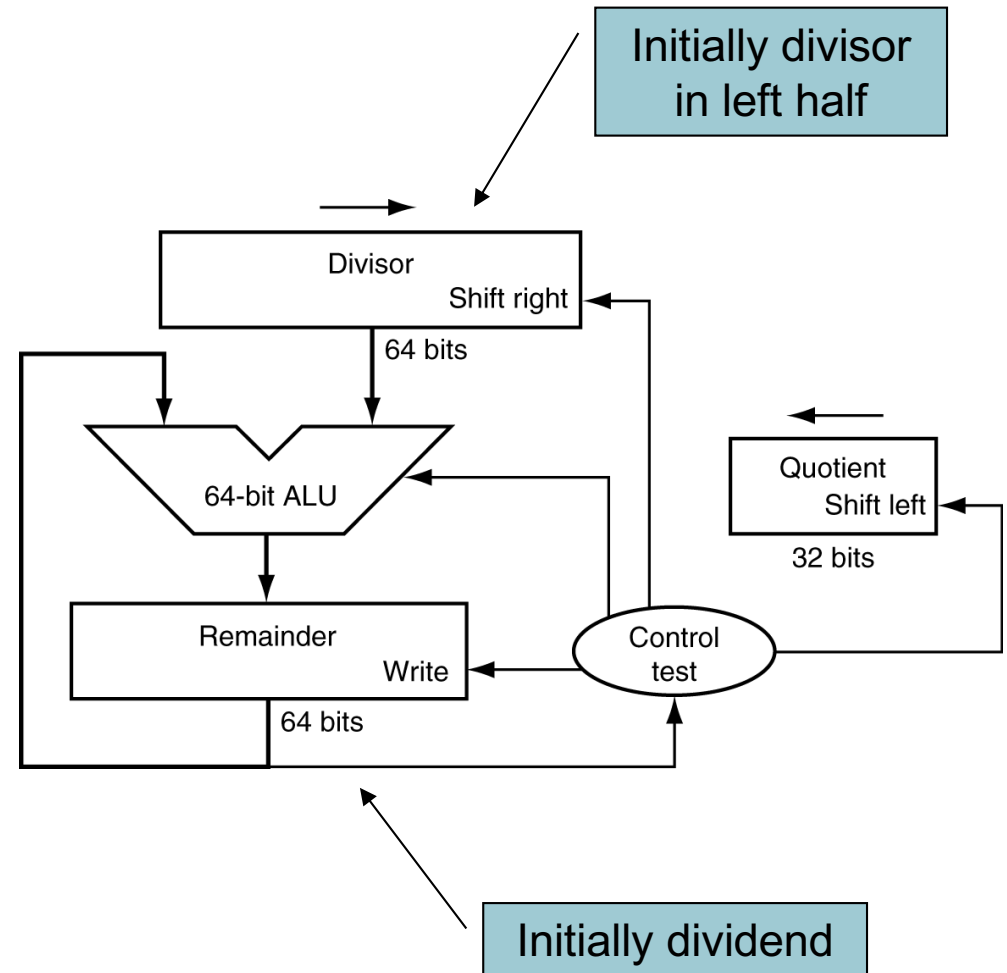 Initially divisor
in left half
Divisor
Shift right
64 bits
64-bit ALU
Quotient
Shift left
32 bits
Remainder
Write
64 bits
Control
test
Initially dividend